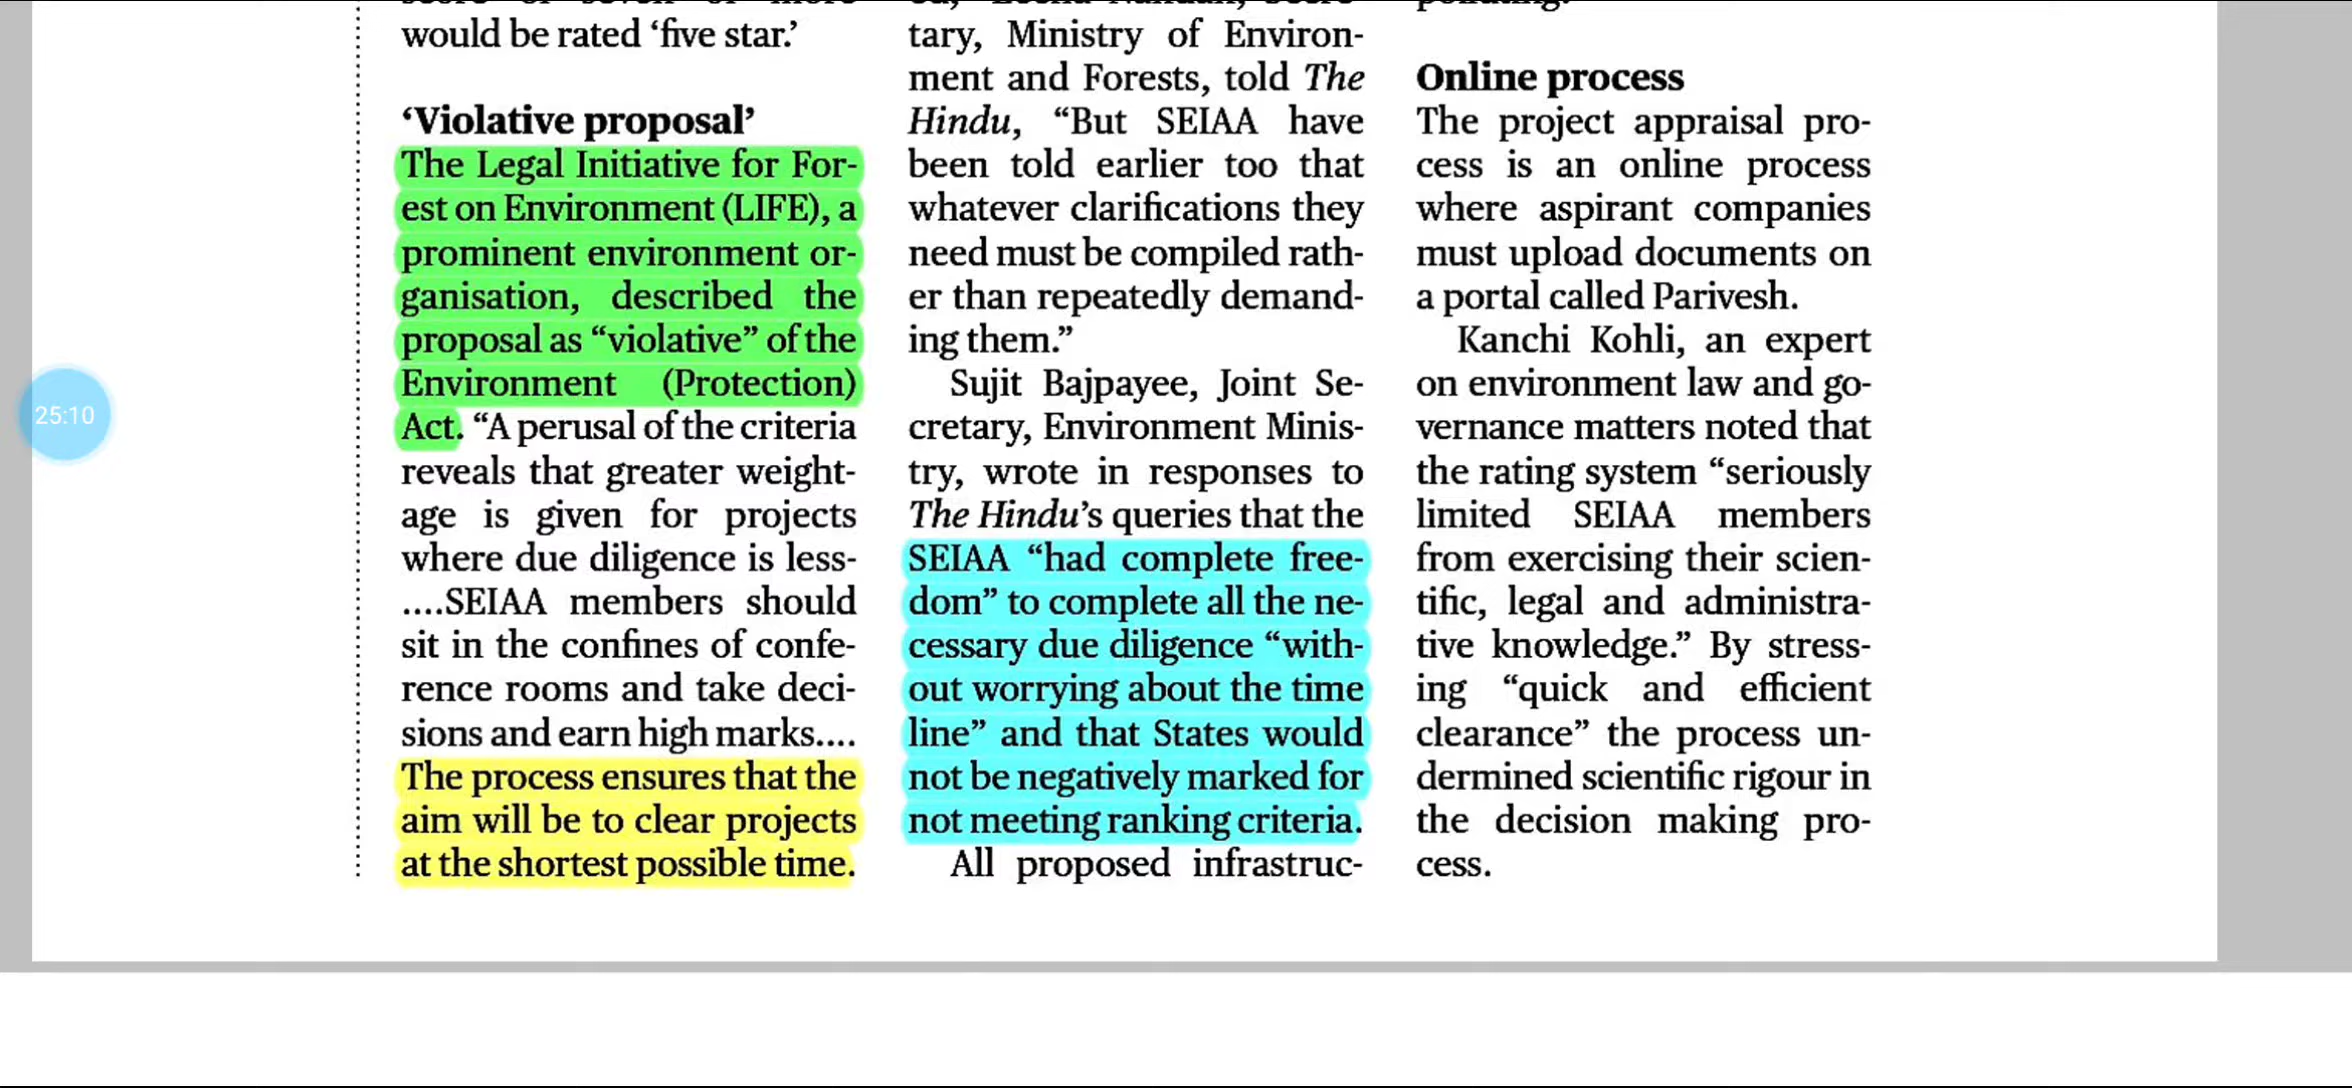 would be rated ‘five star.’
‘Violative proposal’
The Legal Initiative for For-
est on Environment (LIFE), a
prominent environment or-
ganisation, described the
proposal as “violative” of the
Environment (Protection)
Act. “A perusal of the criteria
reveals that greater weight-
age is given for projects
where due diligence is less-
....SEIAA members should
sit in the confines of confe-
rence rooms and take deci-
sions and earn high marks....
The process ensures that the
aim will be to clear projects
at the shortest possible time.
tary, Ministry of Environ-
ment and Forests, told The
Hindu, “But SEIAA have
been told earlier too that
whatever clarifications they
need must be compiled rath-
er than repeatedly demand-
ing them.”
Sujit Bajpayee, Joint Se-
cretary, Environment Minis-
try, wrote in responses to
The Hindu’s queries that the
SEIAA “had complete free-
dom” to complete all the ne-
cessary due diligence “with-
out worrying about the time
line” and that States would
not be negatively marked for
not meeting ranking criteria.
All proposed infrastruc-
Online process
The project appraisal pro-
cess is an online process
where aspirant companies
must upload documents on
a portal called Parivesh.
Kanchi Kohli, an expert
on environment law and go-
vernance matters noted that
the rating system “seriously
limited SEIAA members
from exercising their scien-
tific, legal and administra-
tive knowledge.” By stress-
ing “quick and efficient
clearance” the process un-
dermined scientific rigour in
the decision making pro-
cess.
25:10